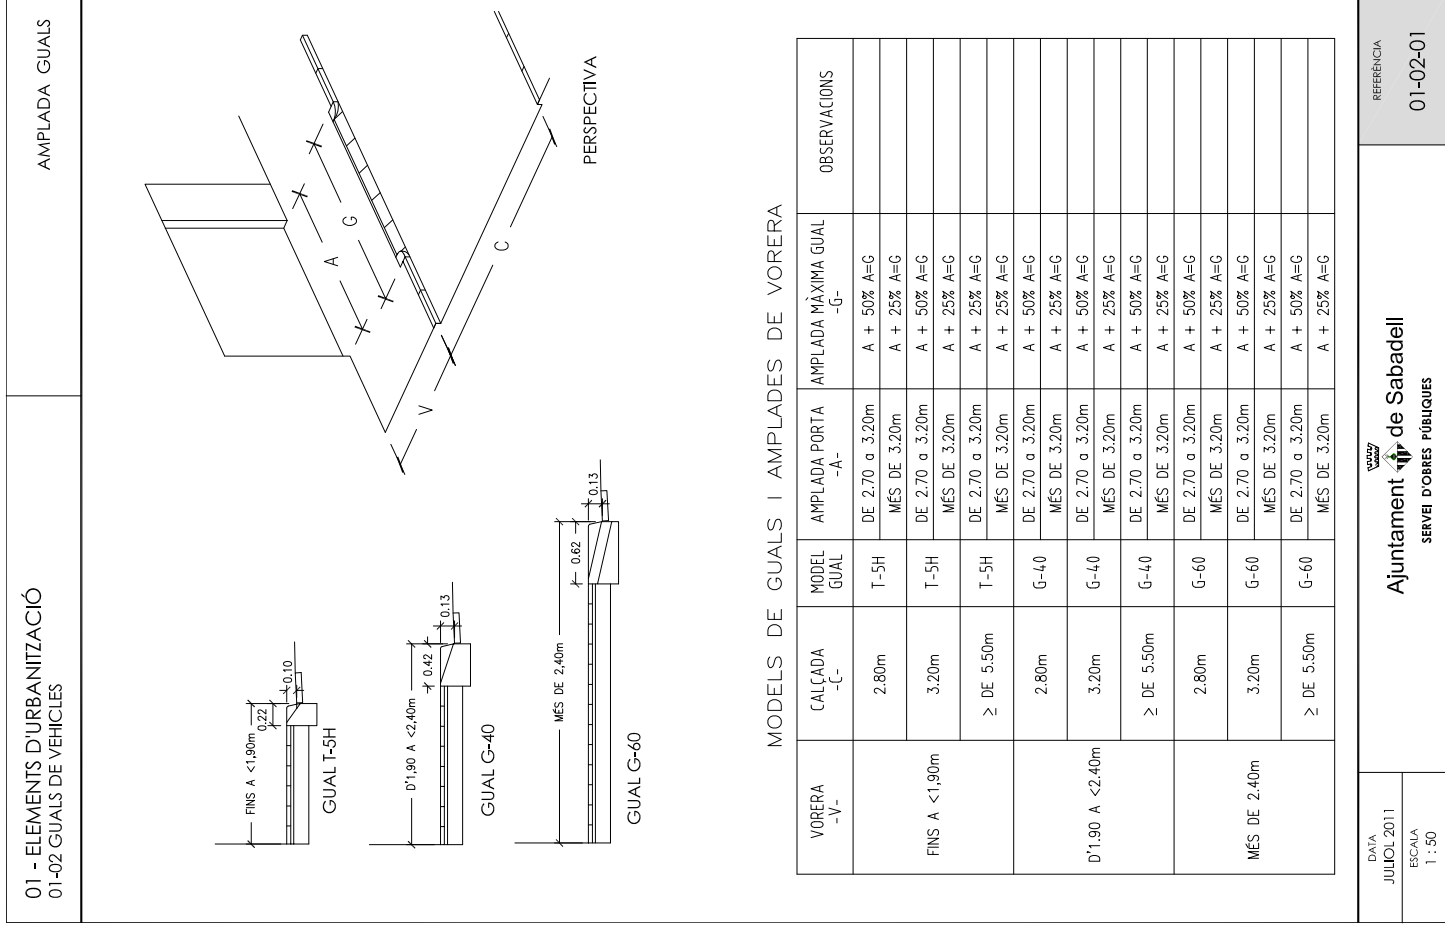 01 - ELEMENTS D'URBANITZACIÓ
01-02 GUALS DE VEHICLES
AMPLADA GUALS
FINS A <1,90m
0.22
0.10
GUAL T-5H
D'1,90 A <2,40m
0.42
0.13
GUAL G-40
MÉS DE 2,40m
0.62
0.13
GUAL G-60
A
G
V
C
PERSPECTIVA
MODELS DE GUALS I AMPLADES DE VORERA
VORERA -V- CALÇADA -C- MODEL GUAL AMPLADA PORTA -A- AMPLADA MÀXIMA GUAL -G- OBSERVACIONS
FINS A <1,90m 2.80m T-5H DE 2.70 a 3.20m A + 50% A=G
MÉS DE 3.20m A + 25% A=G
3.20m T-5H DE 2.70 a 3.20m A + 50% A=G
MÉS DE 3.20m A + 25% A=G
≥ DE 5.50m T-5H DE 2.70 a 3.20m A + 50% A=G
MÉS DE 3.20m A + 25% A=G
D'1.90 A <2.40m 2.80m G-40 DE 2.70 a 3.20m A + 50% A=G
MÉS DE 3.20m A + 25% A=G
3.20m G-40 DE 2.70 a 3.20m A + 50% A=G
MÉS DE 3.20m A + 25% A=G
≥ DE 5.50m G-40 DE 2.70 a 3.20m A + 50% A=G
MÉS DE 3.20m A + 25% A=G
MÉS DE 2.40m 2.80m G-60 DE 2.70 a 3.20m A + 50% A=G
MÉS DE 3.20m A + 25% A=G
3.20m G-60 DE 2.70 a 3.20m A + 50% A=G
MÉS DE 3.20m A + 25% A=G
≥ DE 5.50m G-60 DE 2.70 a 3.20m A + 50% A=G
MÉS DE 3.20m A + 25% A=G
DATA
JULIOL 2011
ESCALA
1 : 50
Ajuntament de Sabadell
SERVEI D'OBRES PÚBLIQUES
REFERÈNCIA
01-02-01